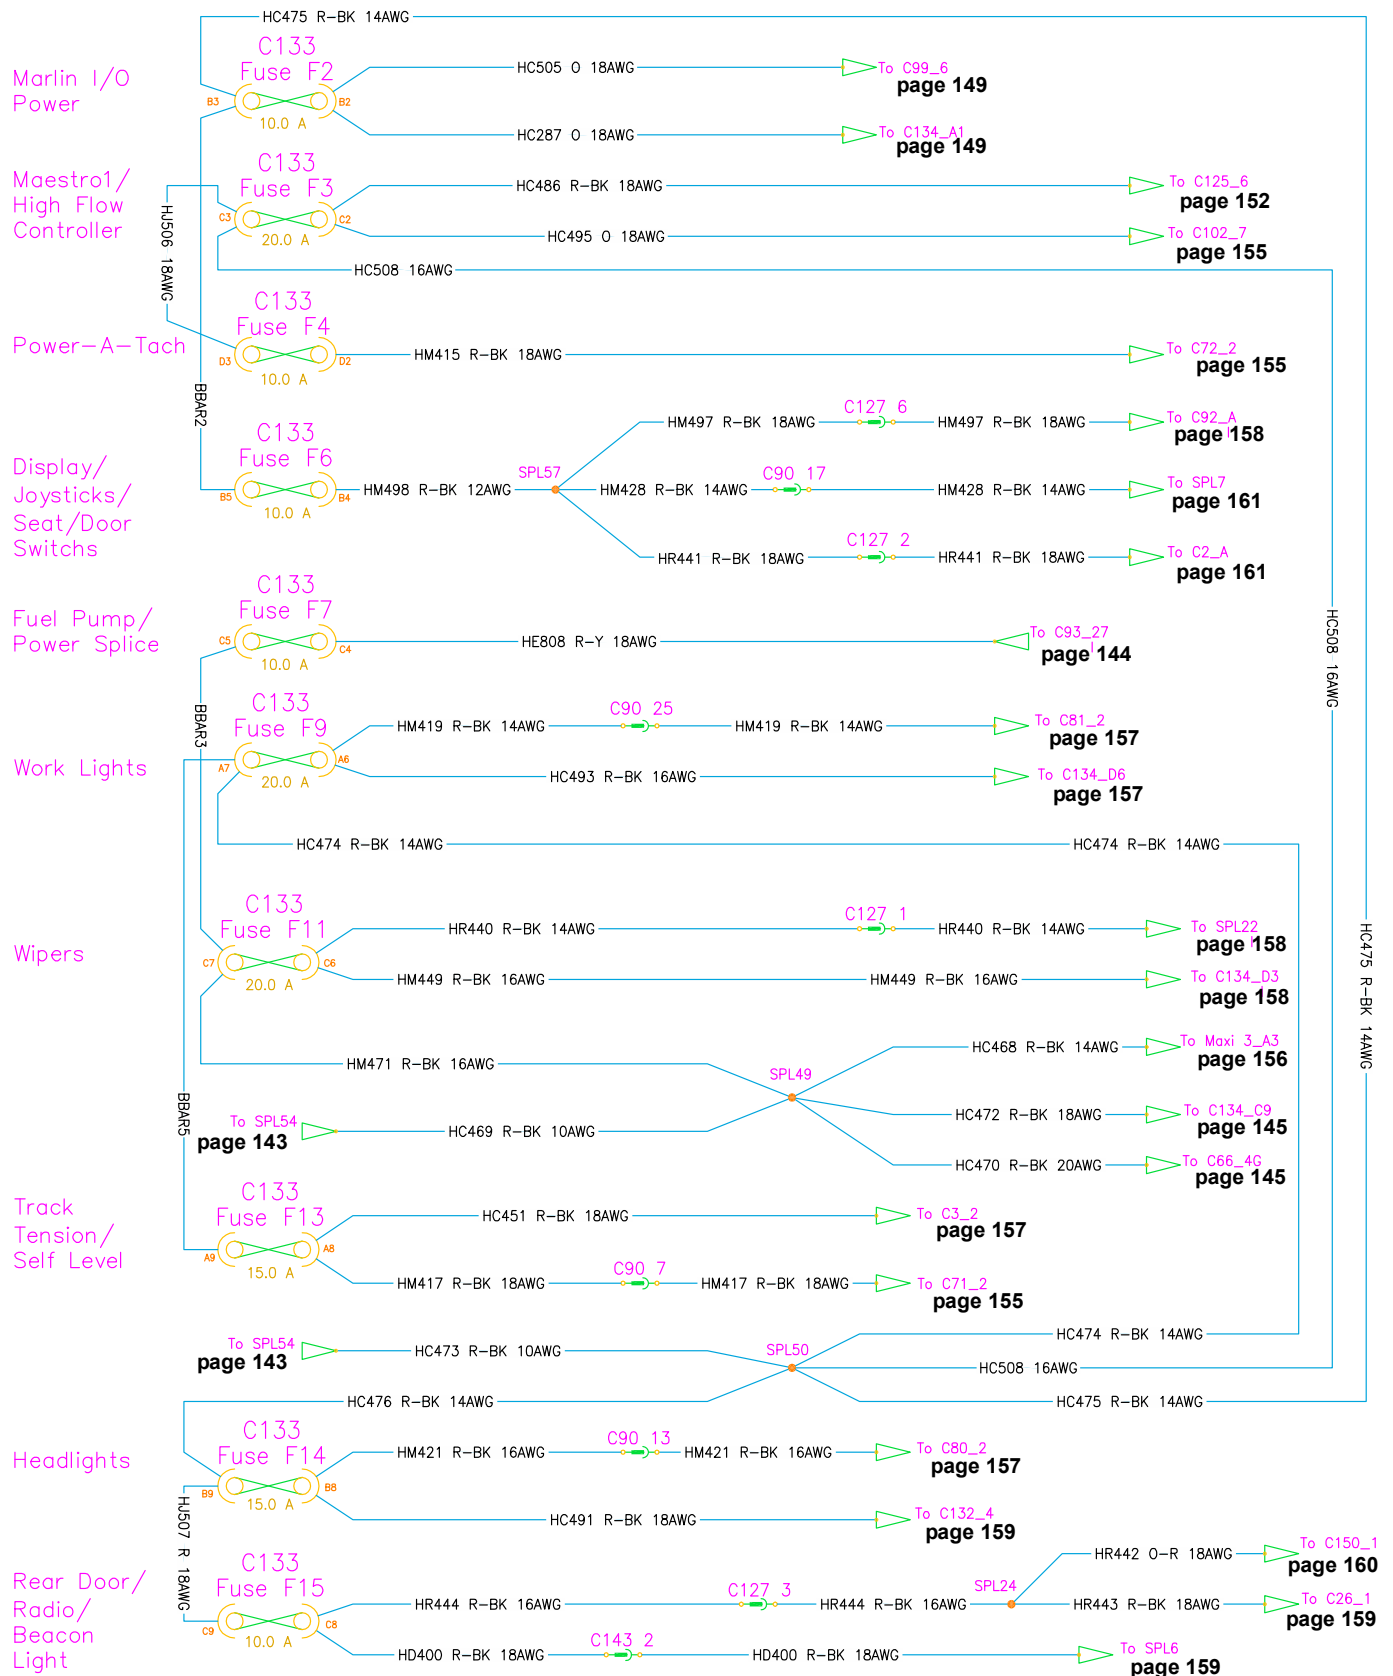 HC475 R-BK 14AWG
Marlin I/O
Power
C133
Fuse F2
B3
B2
10.0 A
HC505 O 18AWG
To C99_6
page 149
HC287 O 18AWG
To C134_A1
page 149
Maestro1/
High Flow
Controller
C133
Fuse F3
C3
C2
20.0 A
HC486 R-BK 18AWG
To C125_6
page 152
HC495 O 18AWG
To C102_7
page 155
HJ506 18AWG
HC508 16AWG
Power-A-Tach
C133
Fuse F4
D3
D2
10.0 A
HM415 R-BK 18AWG
To C72_2
page 155
BBAR2
Display/
Joysticks/
Seat/Door
Switchs
C133
Fuse F6
B5
B4
10.0 A
HM498 R-BK 12AWG
SPL57
HM497 R-BK 18AWG
C127 6
HM497 R-BK 18AWG
To C92_A
page 158
HM428 R-BK 14AWG
C90 17
HM428 R-BK 14AWG
To SPL7
page 161
HR441 R-BK 18AWG
C127 2
HR441 R-BK 18AWG
To C2_A
page 161
Fuel Pump/
Power Splice
C133
Fuse F7
C5
C4
10.0 A
HE808 R-Y 18AWG
To C93_27
page 144
HC508 16AWG
BBAR3
Work Lights
C133
Fuse F9
A7
A6
20.0 A
HM419 R-BK 14AWG
C90 25
HM419 R-BK 14AWG
To C81_2
page 157
HC493 R-BK 16AWG
To C134_D6
page 157
HC474 R-BK 14AWG
HC474 R-BK 14AWG
Wipers
C133
Fuse F11
C7
C6
20.0 A
HR440 R-BK 14AWG
C127 1
HR440 R-BK 14AWG
To SPL22
page 158
HM449 R-BK 16AWG
HM449 R-BK 16AWG
To C134_D3
page 158
HC475 R-BK 14AWG
HM471 R-BK 16AWG
SPL49
HC468 R-BK 14AWG
To Maxi 3_A3
page 156
BBAR5
To SPL54
page 143
HC469 R-BK 10AWG
HC472 R-BK 18AWG
To C134_C9
page 145
HC470 R-BK 20AWG
To C66_4G
page 145
Track
Tension/
Self Level
C133
Fuse F13
A9
A8
15.0 A
HC451 R-BK 18AWG
To C3_2
page 157
HM417 R-BK 18AWG
C90 7
HM417 R-BK 18AWG
To C71_2
page 155
To SPL54
page 143
HC473 R-BK 10AWG
SPL50
HC474 R-BK 14AWG
HC508 16AWG
HC476 R-BK 14AWG
HC475 R-BK 14AWG
Headlights
C133
Fuse F14
B9
B8
15.0 A
HM421 R-BK 16AWG
C90 13
HM421 R-BK 16AWG
To C80_2
page 157
HC491 R-BK 18AWG
To C132_4
page 159
HJ507 R 18AWG
Rear Door/
Radio/
Beacon
Light
C133
Fuse F15
C9
C8
10.0 A
HR444 R-BK 16AWG
C127 3
HR444 R-BK 16AWG
SPL24
HR442 O-R 18AWG
To C150_1
page 160
HR443 R-BK 18AWG
To C26_1
page 159
HD400 R-BK 18AWG
C143 2
HD400 R-BK 18AWG
To SPL6
page 159